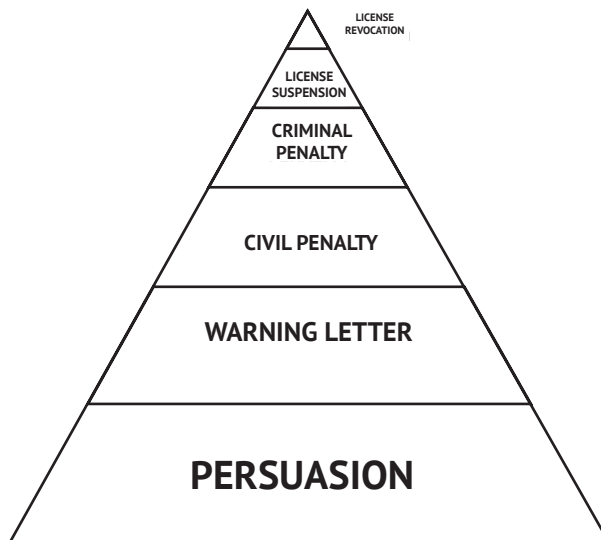 LICENSE
REVOCATION
LICENSE
SUSPENSION
CRIMINAL
PENALTY
CIVIL PENALTY
WARNING LETTER
PERSUASION